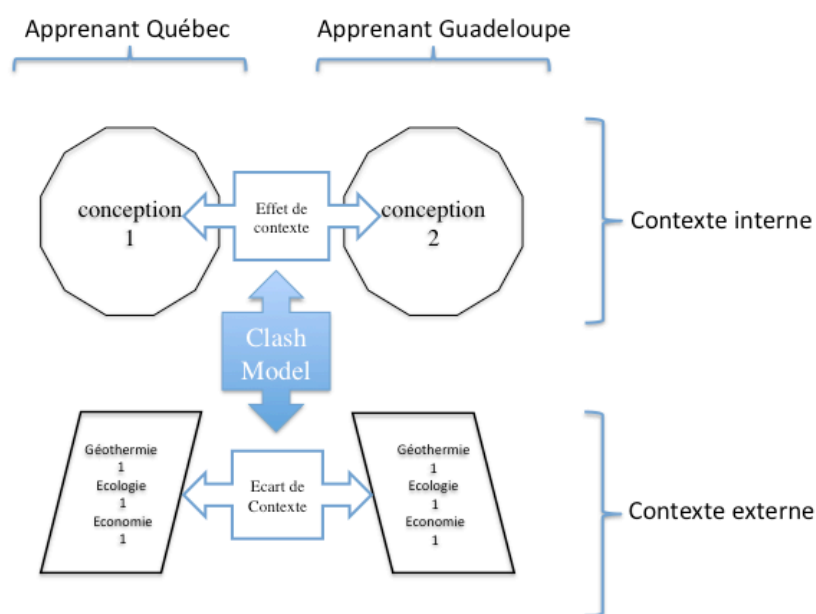 Apprenant Québec
Apprenant Guadeloupe
conception
1
Effet de
contexte
conception
2
Contexte interne
Clash
Model
Géothermie
1
Ecologie
1
Economie
1
Ecart de
Contexte
Géothermie
1
Ecologie
1
Economie
1
Contexte externe